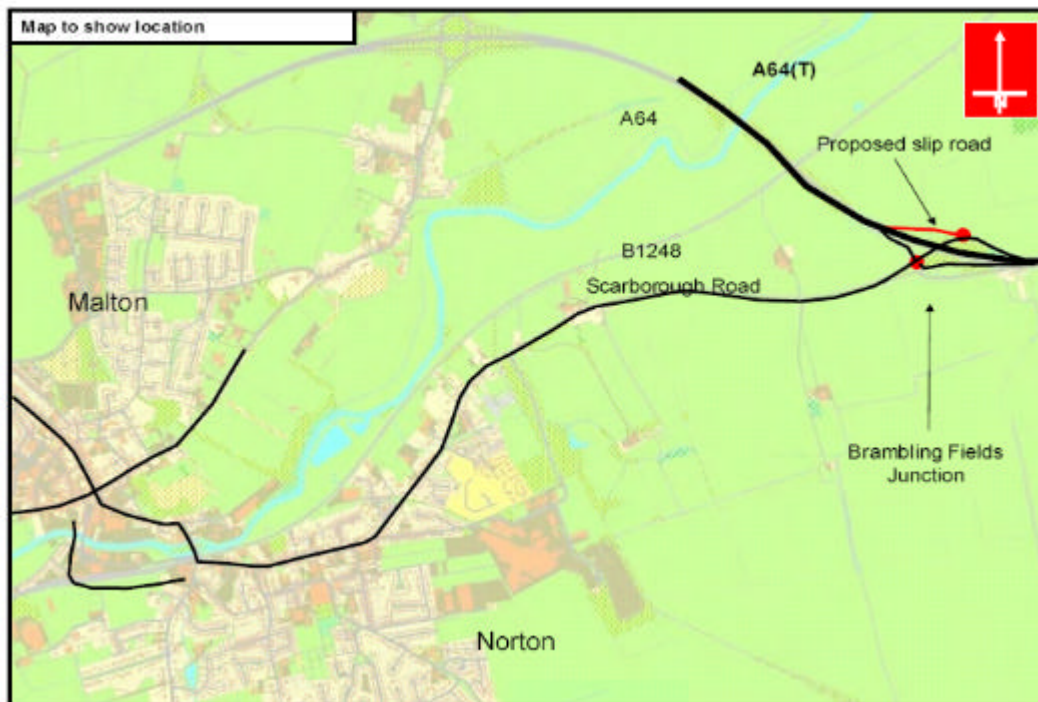 Map to show location
A64(T)
N
A64
Proposed slip road
B1248
Scarborough Road
Malton
Brambling Fields
Junction
Norton